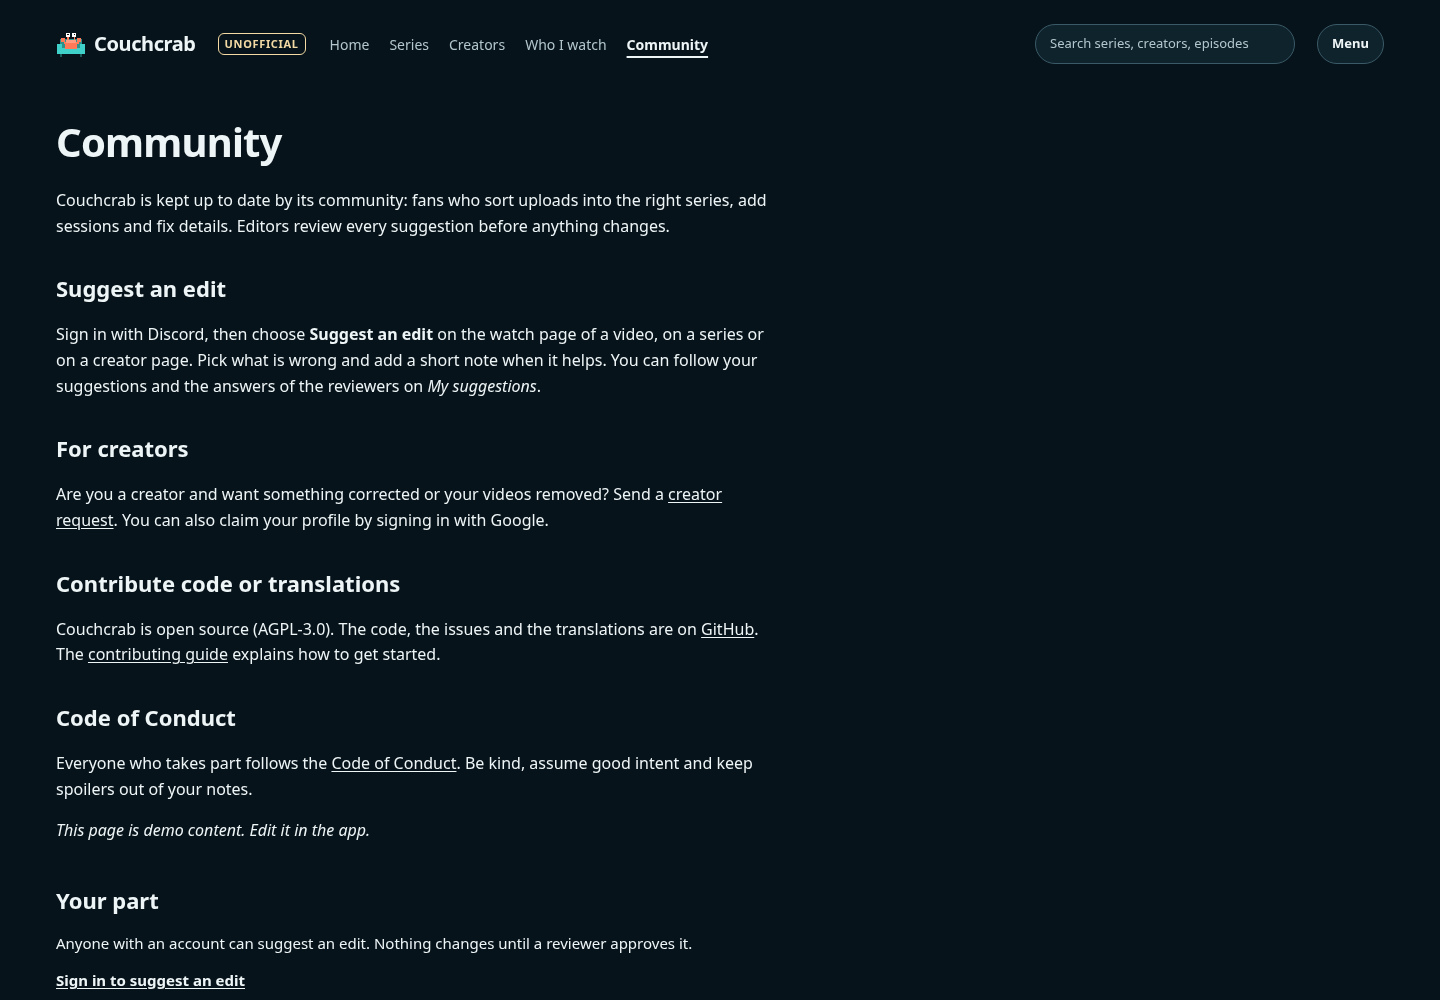 Couchcrab
UNOFFICIAL
Home
Series
Creators
Who I watch
Community
Search series, creators, episodes
Menu
Community
Couchcrab is kept up to date by its community: fans who sort uploads into the right series, add
sessions and fix details. Editors review every suggestion before anything changes.
Suggest an edit
Sign in with Discord, then choose Suggest an edit on the watch page of a video, on a series or
on a creator page. Pick what is wrong and add a short note when it helps. You can follow your
suggestions and the answers of the reviewers on My suggestions.
For creators
Are you a creator and want something corrected or your videos removed? Send a creator
request. You can also claim your profile by signing in with Google.
Contribute code or translations
Couchcrab is open source (AGPL-3.0). The code, the issues and the translations are on GitHub.
The contributing guide explains how to get started.
Code of Conduct
Everyone who takes part follows the Code of Conduct. Be kind, assume good intent and keep
spoilers out of your notes.
This page is demo content. Edit it in the app.
Your part
Anyone with an account can suggest an edit. Nothing changes until a reviewer approves it.
Sign in to suggest an edit